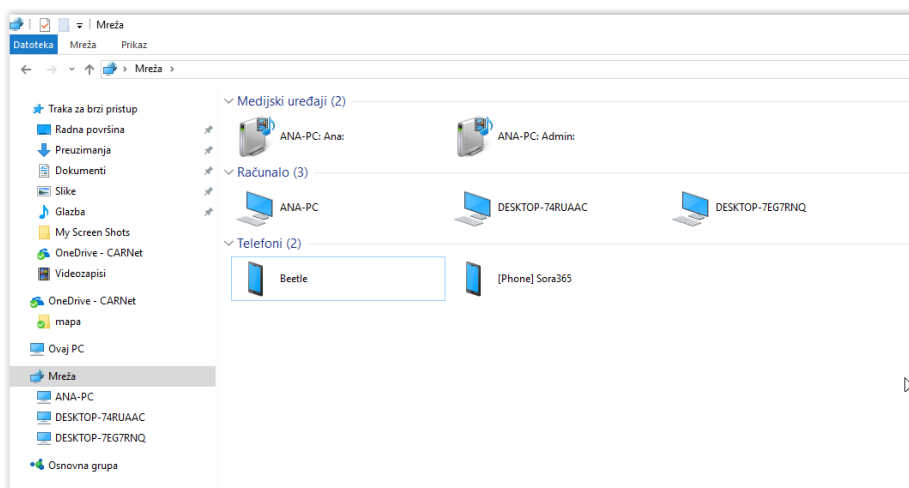 Mreža
Datoteka Mreža Prikaz
Mreža
Traka za brzi pristup
Radna površina
Preuzimanja
Dokumenti
Slike
Glazba
My Screen Shots
OneDrive - CARNet
Videozapisi
OneDrive - CARNet
mapa
Ovaj PC
Mreža
ANA-PC
DESKTOP-74RUAAC
DESKTOP-7EG7RNQ
Osnovna grupa
Medijski uređaji (2)
ANA-PC: Ana: ANA-PC: Admin:
Računalo (3)
ANA-PC DESKTOP-74RUAAC DESKTOP-7EG7RNQ
Telefoni (2)
Beetle [Phone] Sora365